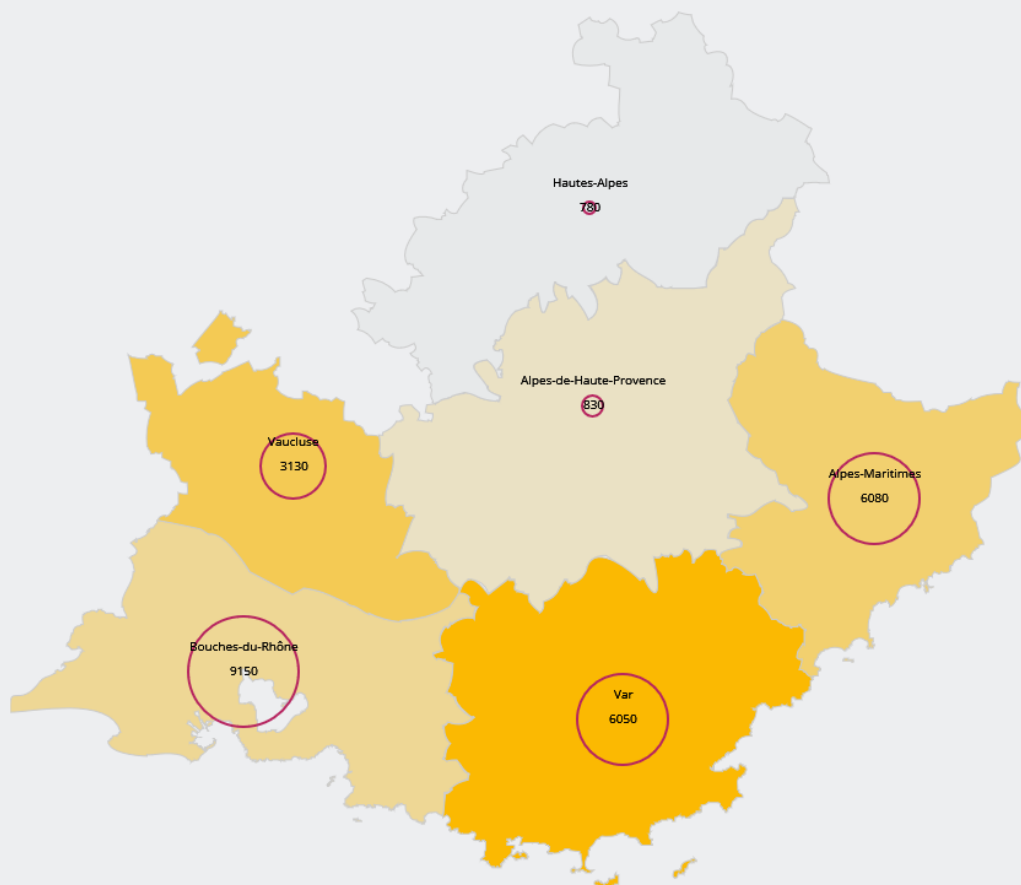 Hautes-Alpes
780
Alpes-de-Haute-Provence
830
Vaucluse
3130
Alpes-Maritimes
6080
Bouches-du-Rhône
9150
Var
6050